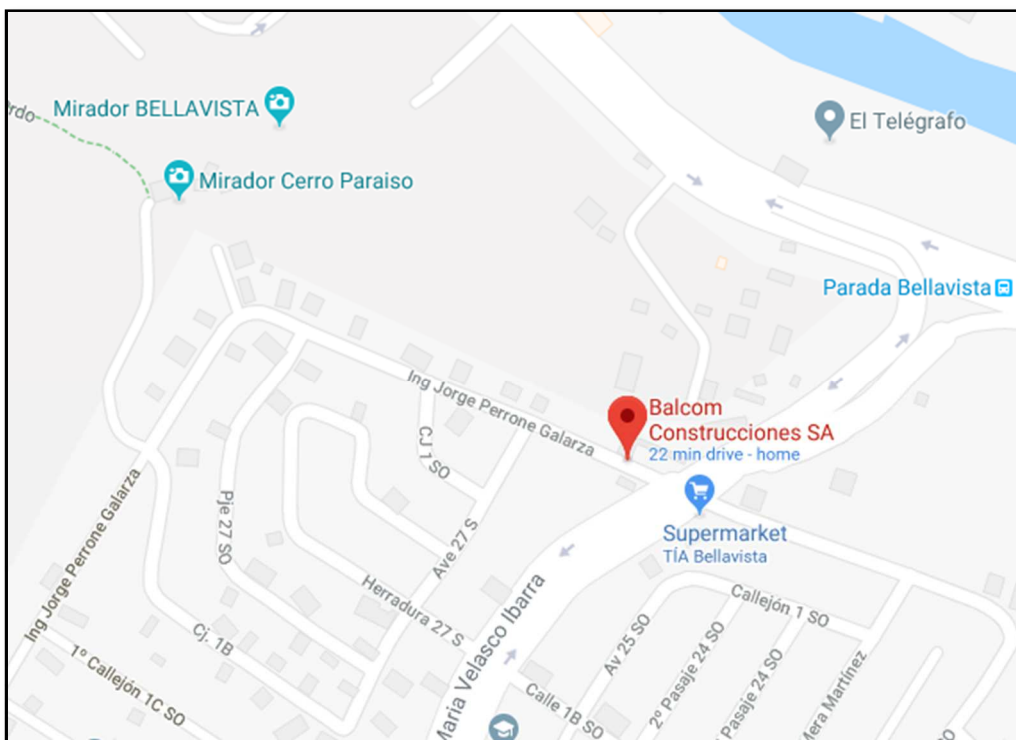 rdo
Mirador BELLAVISTA
El Telégrafo
Mirador Cerro Paraiso
Parada Bellavista
Ing Jorge Perrone Galarza
Balcom
Construcciones SA
22 min drive - home
CJ 1 SO
Pje 27 SO
Ing Jorge Perrone Galarza
Ave 27 S
Supermarket
TÍA Bellavista
Herradura 27 S
Maria Velasco Ibarra
Callejón 1 SO
Cj. 1B
1º Callejón 1C SO
Av 25 SO
2º Pasaje 24 SO
Pasaje 24 SO
Mera Martínez
Calle 1B SO
SO